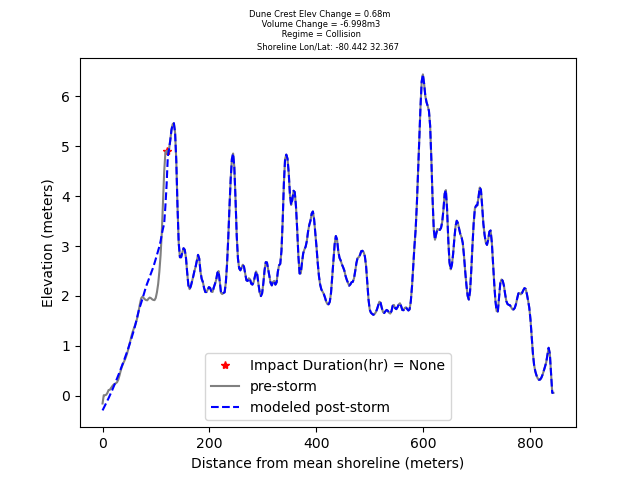 Dune Crest Elev Change = 0.68m
Volume Change = -6.998m3
Regime = Collision
Shoreline Lon/Lat: -80.442 32.367
6
5
4
3
2
1
0
Elevation (meters)
Impact Duration(hr) = None
pre-storm
modeled post-storm
0 200 400 600 800
Distance from mean shoreline (meters)